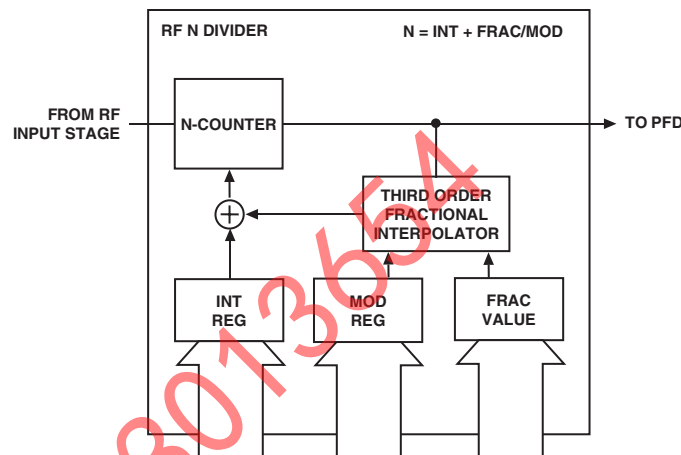 RF N DIVIDER
N = INT + FRAC/MOD
FROM RF
INPUT STAGE
N-COUNTER
TO PFD
THIRD ORDER
FRACTIONAL
INTERPOLATOR
INT
REG
MOD
REG
FRAC
VALUE
3013654